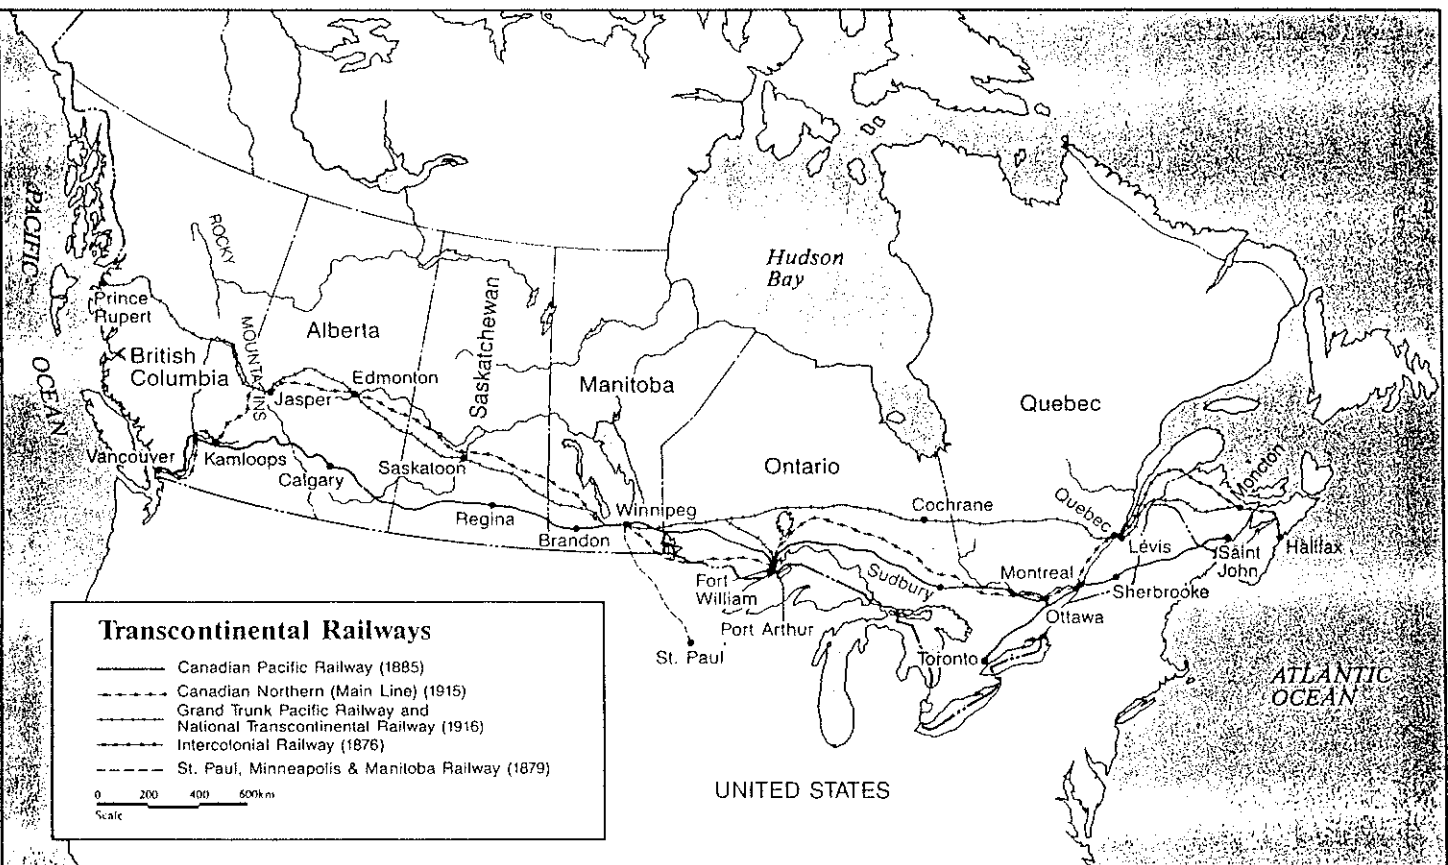 PACIFIC
OCEAN
ROCKY
MOUNTAINS
Prince
Rupert
British
Columbia
Alberta
Saskatchewan
Manitoba
Hudson
Bay
Ontario
Quebec
Jasper
Edmonton
Vancouver
Kamloops
Calgary
Saskatoon
Regina
Brandon
Winnipeg
Fort
William
Port Arthur
St. Paul
Cochrane
Sudbury
Toronto
Ottawa
Montreal
Quebec
Lévis
Sherbrooke
Moncton
Saint
John
Halifax
ATLANTIC
OCEAN
UNITED STATES
Transcontinental Railways
Canadian Pacific Railway (1885)
Canadian Northern (Main Line) (1915)
Grand Trunk Pacific Railway and
National Transcontinental Railway (1916)
Intercolonial Railway (1876)
St. Paul, Minneapolis & Manitoba Railway (1879)
0 200 400 600km
Scale